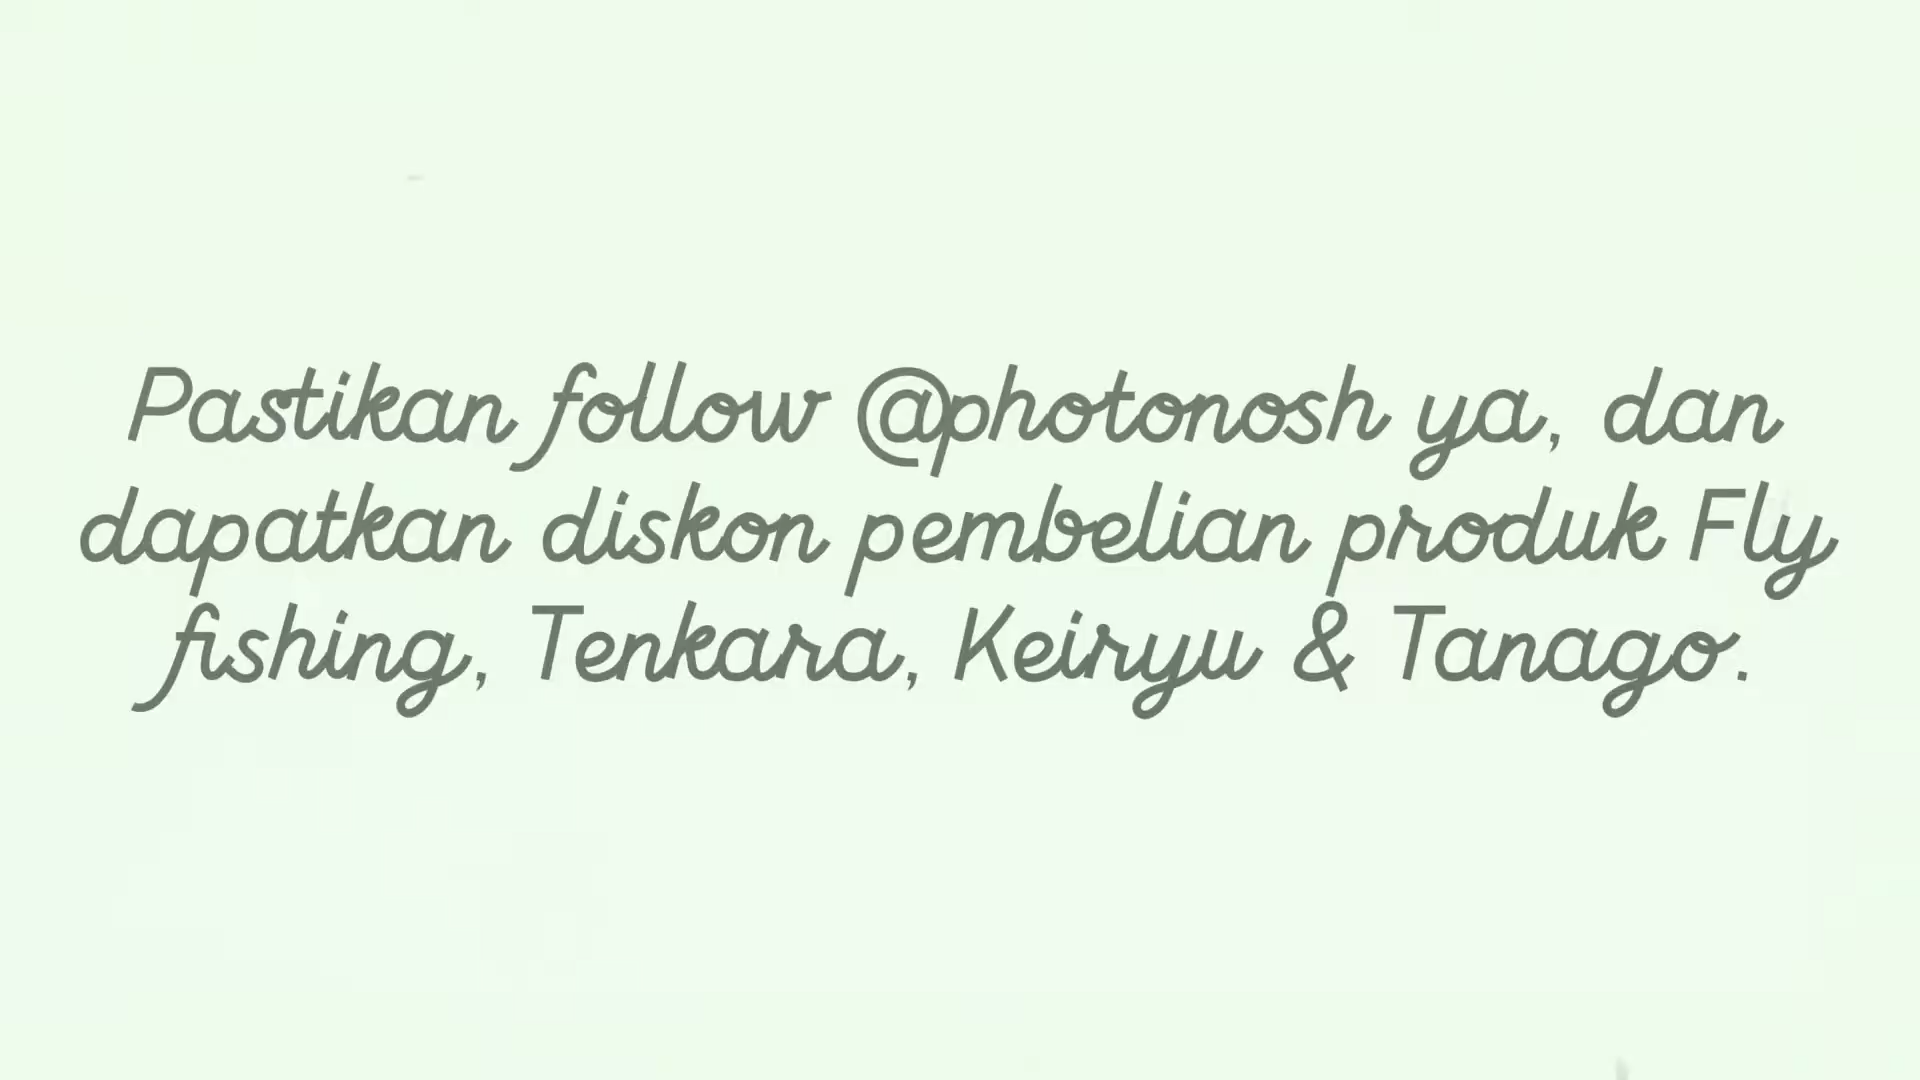 Pastikan follow @photonosh ya, dan
dapatkan diskon pembelian produk Fly
fishing, Tenkara, Keiryu & Tanago.